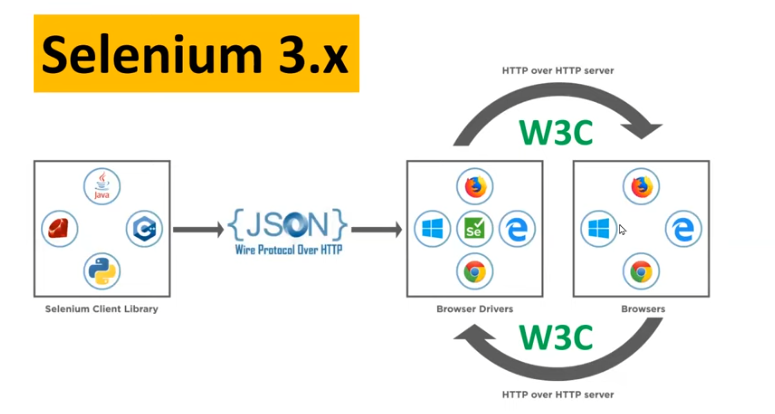 Selenium 3.x
HTTP over HTTP server
W3C
Java
C++
{JSON}
Wire Protocol Over HTTP
Se
Selenium Client Library
Browser Drivers
Browsers
W3C
HTTP over HTTP server